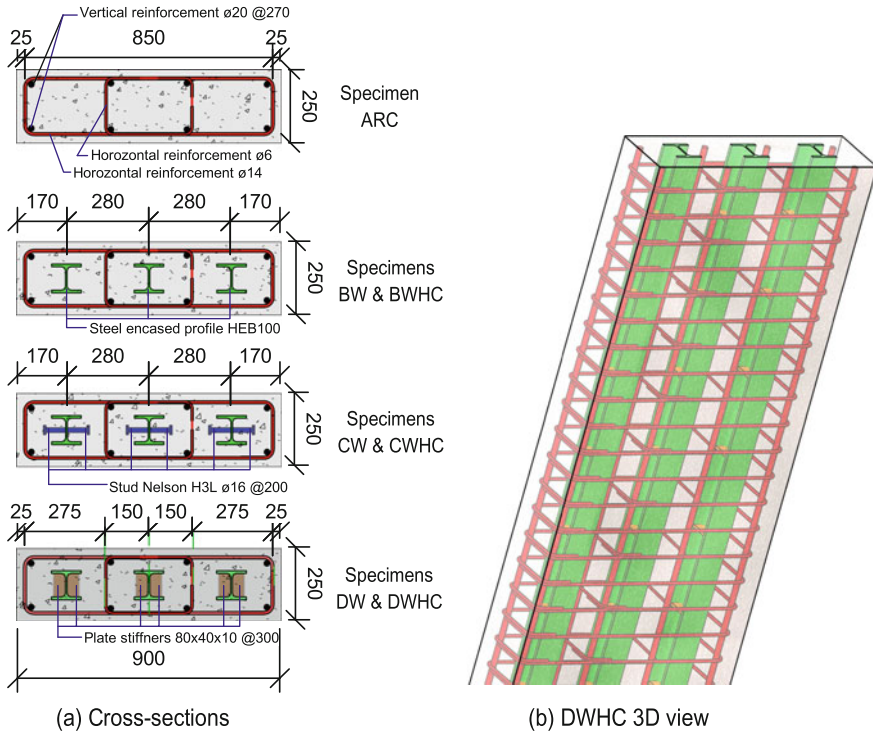 Vertical reinforcement ø20 @270
25 850 25
250
Specimen
ARC
Horozontal reinforcement ø6
Horozontal reinforcement ø14
170 280 280 170
250
Specimens
BW & BWHC
Steel encased profile HEB100
170 280 280 170
250
Specimens
CW & CWHC
Stud Nelson H3L ø16 @200
25 275 150 150 275 25
250
Specimens
DW & DWHC
Plate stiffners 80x40x10 @300
900
(a) Cross-sections
(b) DWHC 3D view